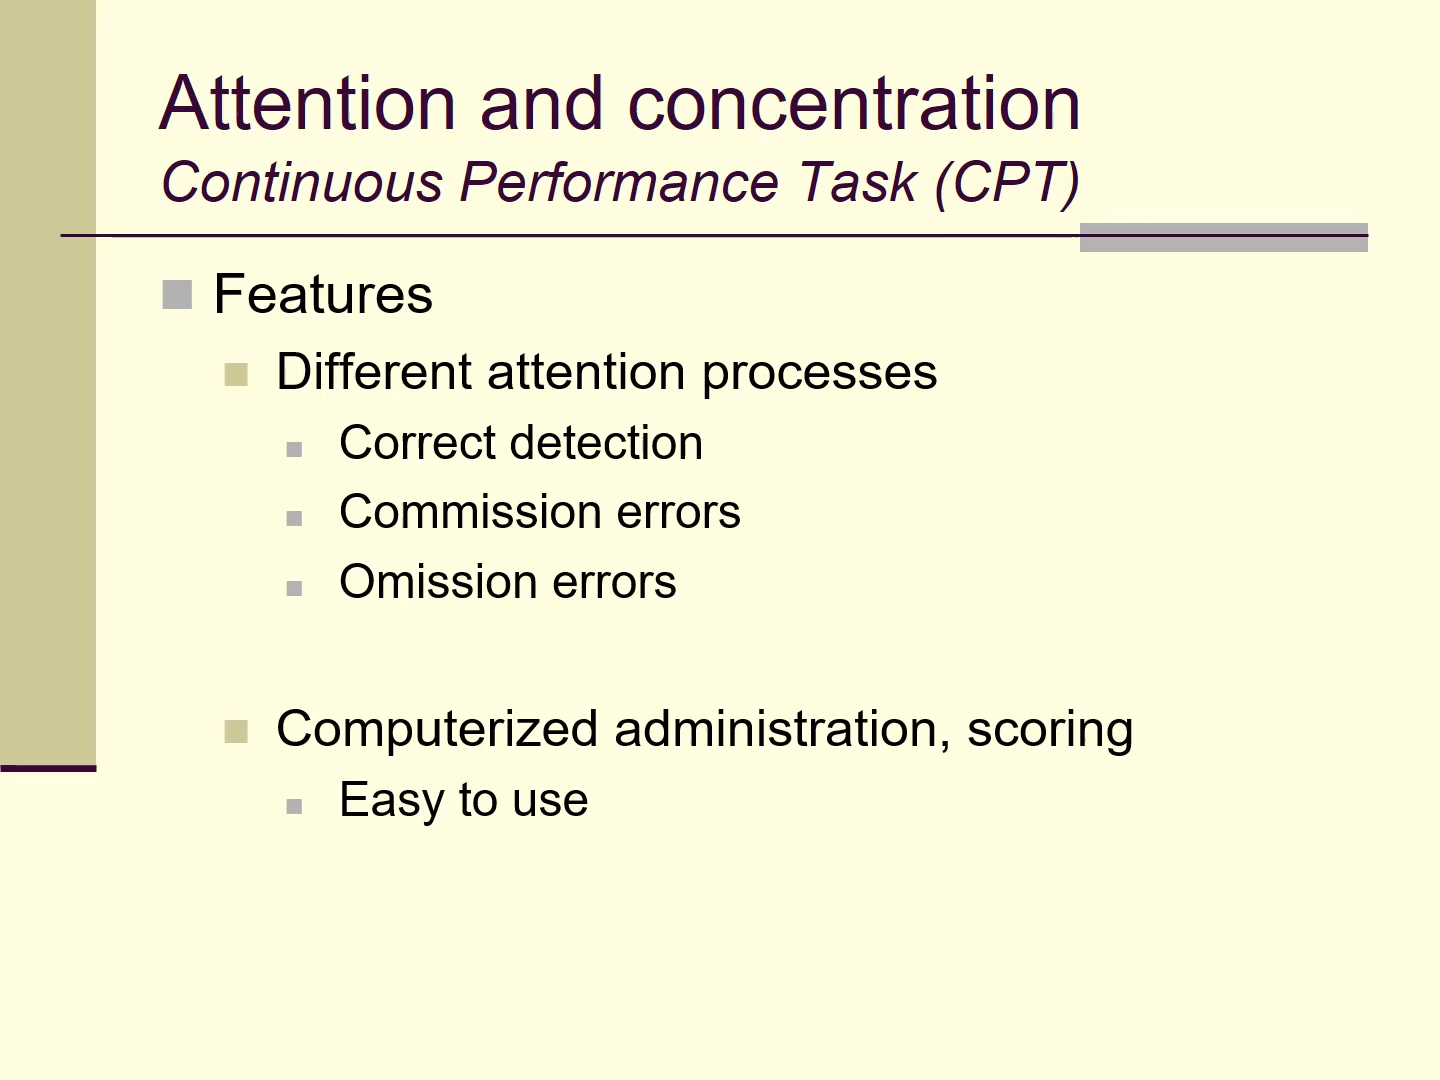 Attention and concentration
Continuous Performance Task (CPT)
Features
Different attention processes
Correct detection
Commission errors
Omission errors
Computerized administration, scoring
Easy to use